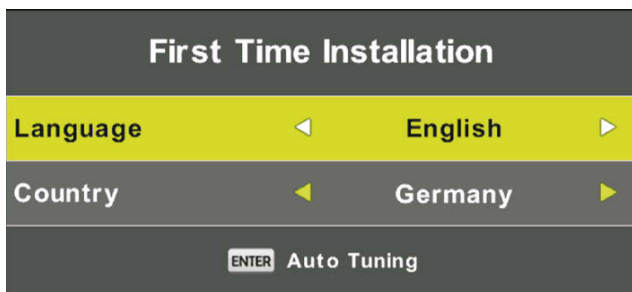 First Time Installation
Language English
Country Germany
ENTER Auto Tuning